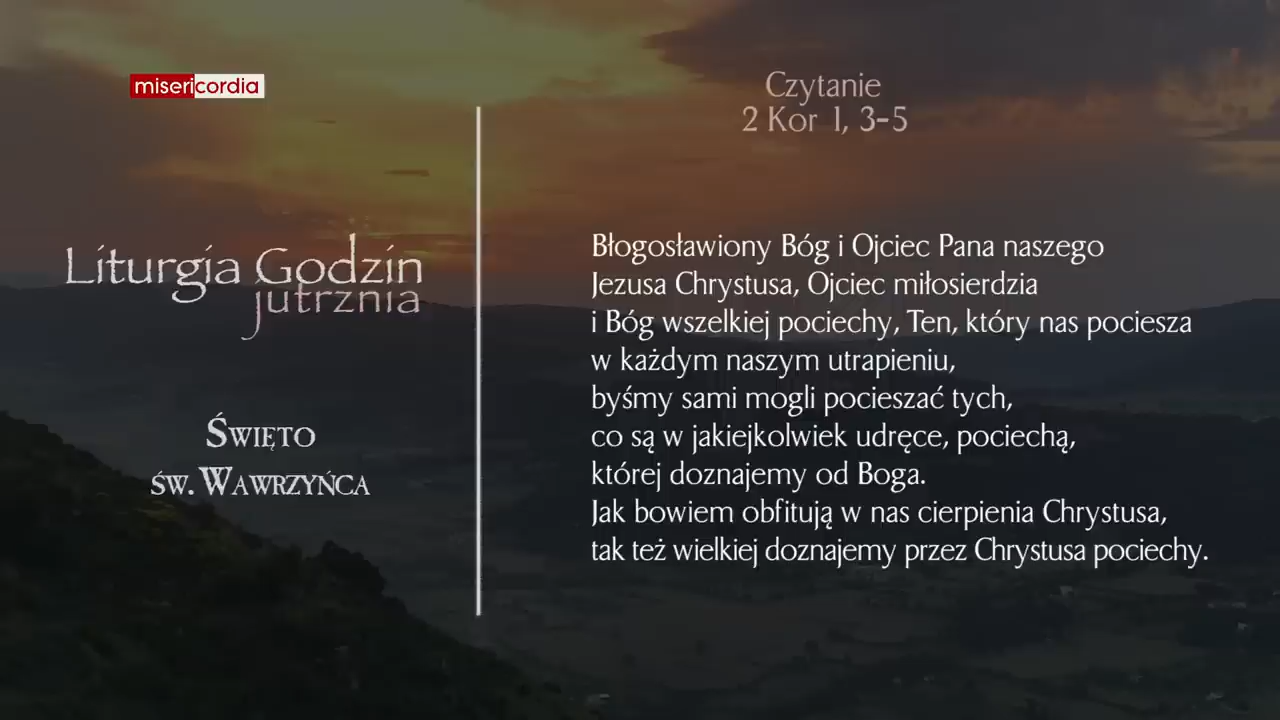 misericordia
Liturgia Godzin
jutrznia
Święto
św. Wawrzyńca
Czytanie
2 Kor 1, 3-5
Błogosławiony Bóg i Ojciec Pana naszego
Jezusa Chrystusa, Ojciec miłosierdzia
i Bóg wszelkiej pociechy, Ten, który nas pociesza
w każdym naszym utrapieniu,
byśmy sami mogli pocieszać tych,
co są w jakiejkolwiek udręce, pociechą,
której doznajemy od Boga.
Jak bowiem obfitują w nas cierpienia Chrystusa,
tak też wielkiej doznajemy przez Chrystusa pociechy.